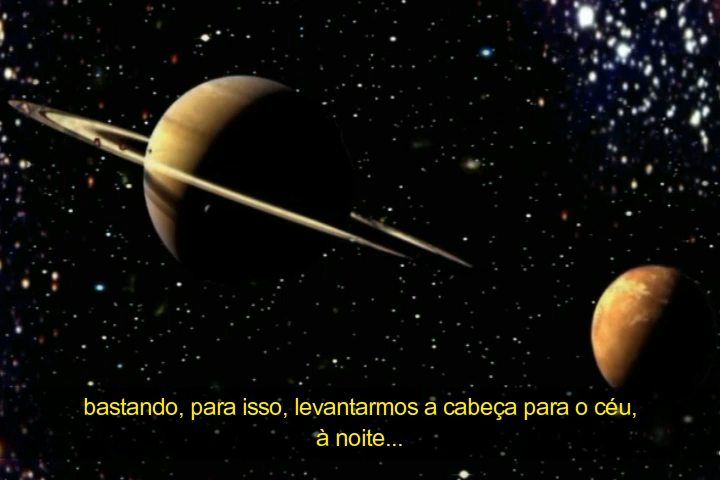 bastando, para isso, levantarmos a cabeça para o céu,
à noite...